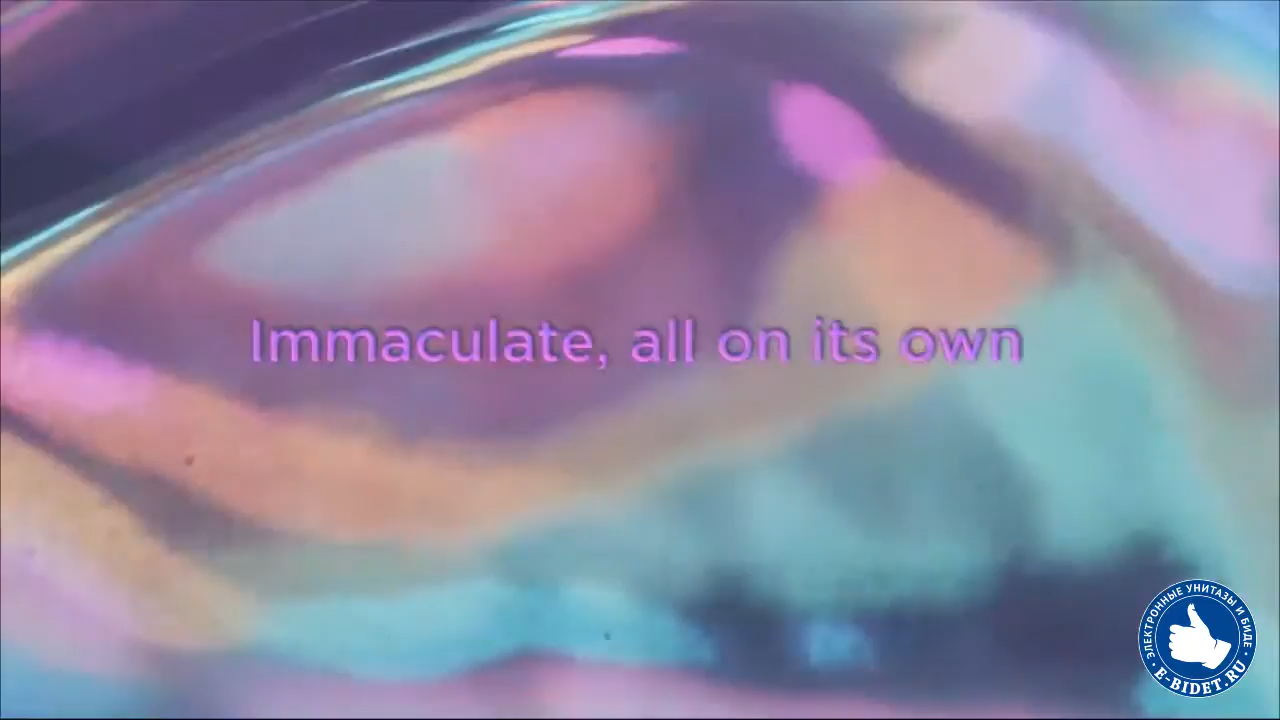 Immaculate, all on its own
ЭЛЕКТРОННЫЕ УНИТАЗЫ И БИДЕ
· E-BIDET.RU ·